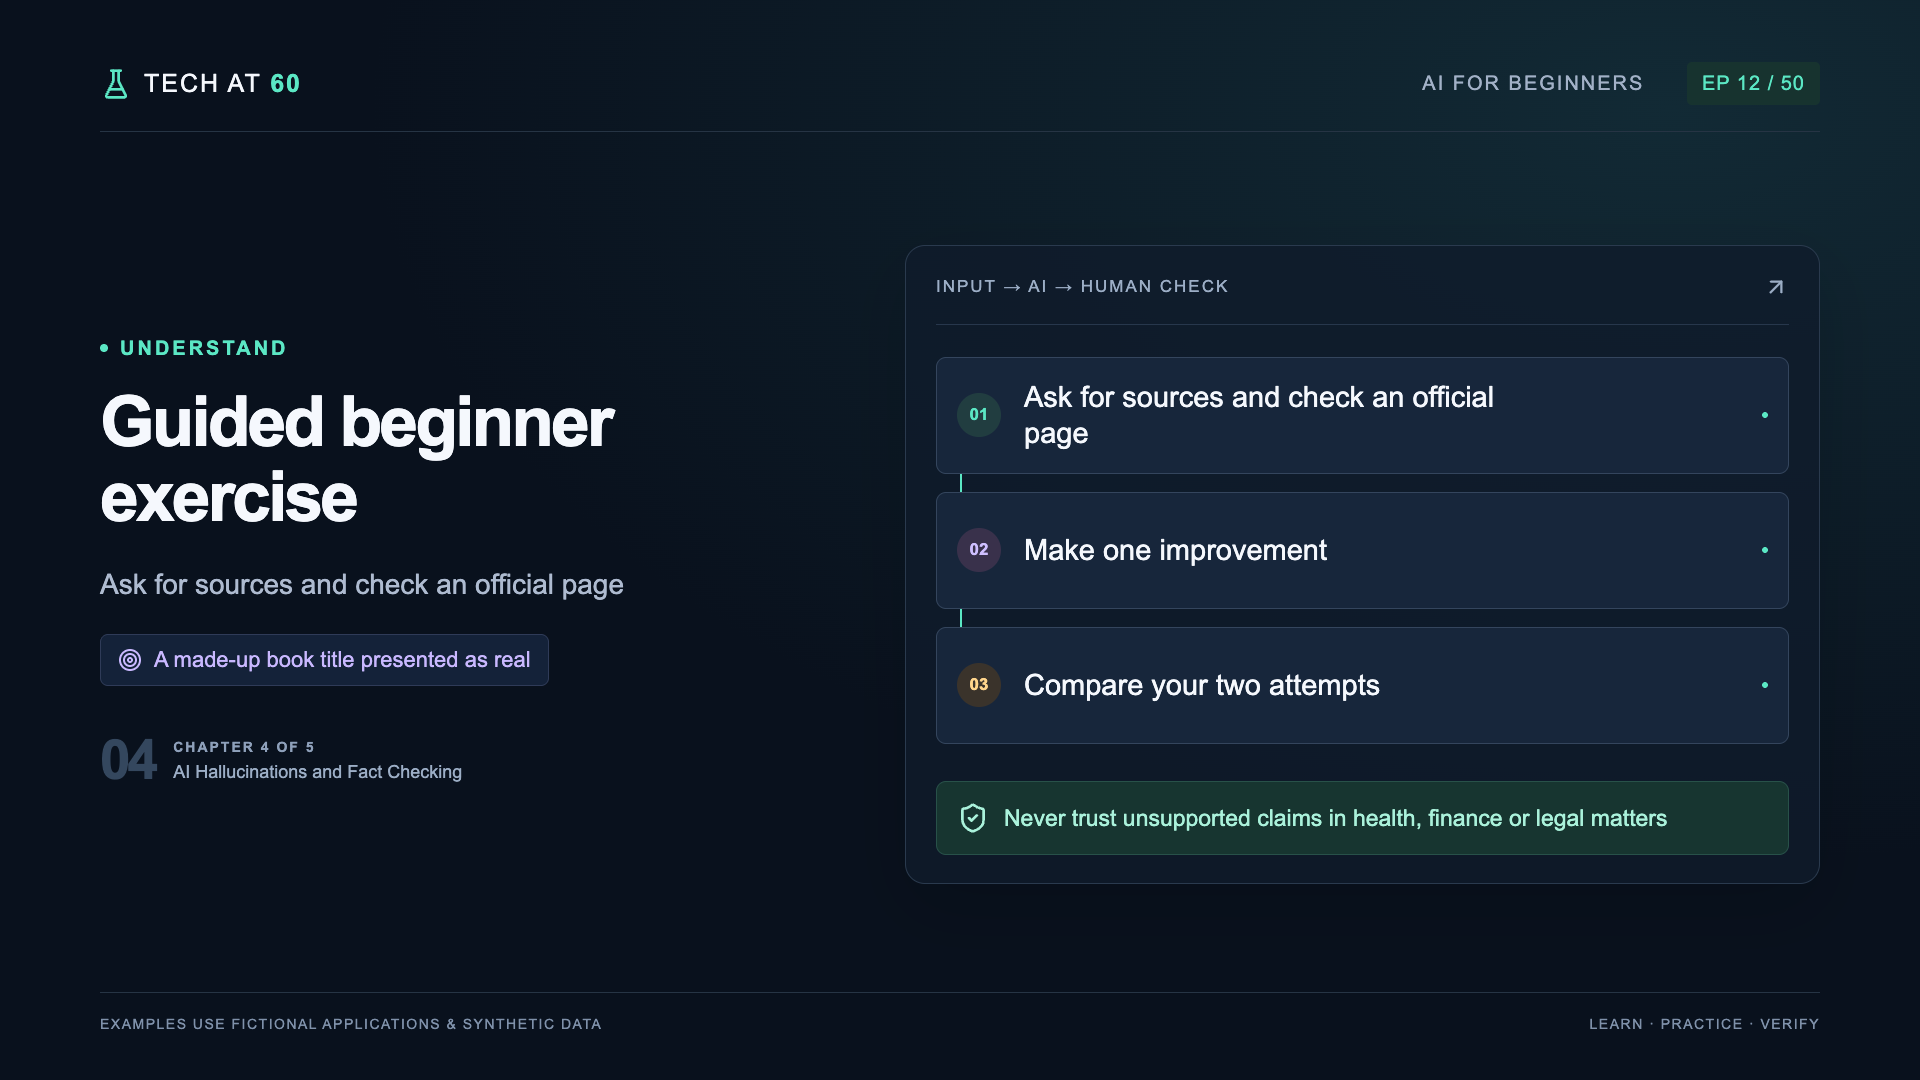 TECH AT 60
AI FOR BEGINNERS
EP 12 / 50
UNDERSTAND
Guided beginner
exercise
Ask for sources and check an official page
A made-up book title presented as real
04
CHAPTER 4 OF 5
AI Hallucinations and Fact Checking
INPUT → AI → HUMAN CHECK
01
Ask for sources and check an official
page
02
Make one improvement
03
Compare your two attempts
Never trust unsupported claims in health, finance or legal matters
EXAMPLES USE FICTIONAL APPLICATIONS & SYNTHETIC DATA
LEARN · PRACTICE · VERIFY